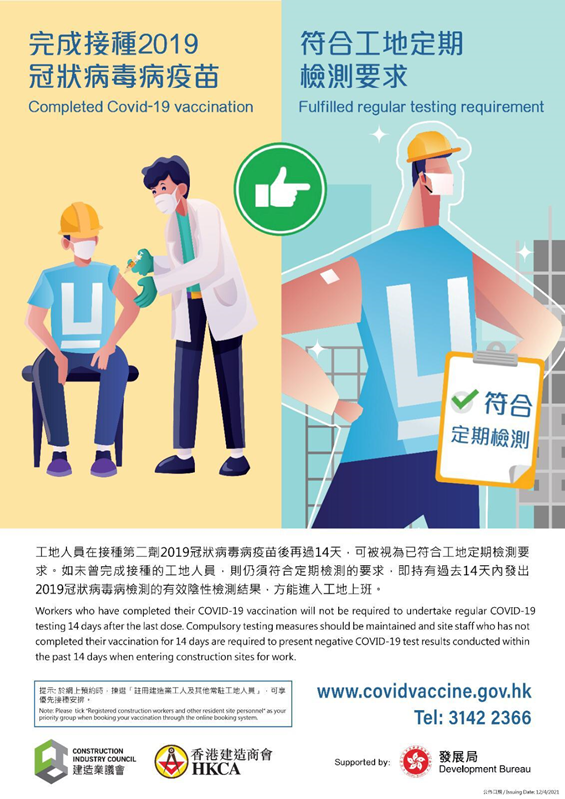 完成接種2019
冠狀病毒病疫苗
Completed Covid-19 vaccination
符合工地定期
檢測要求
Fulfilled regular testing requirement
符合
定期檢測
工地人員在接種第二劑2019冠狀病毒病疫苗後再過14天，可被視為已符合工地定期檢測要
求。如未曾完成接種的工地人員，則仍須符合定期檢測的要求，即持有過去14天內發出
2019冠狀病毒病檢測的有效陰性檢測結果，方能進入工地上班。
Workers who have completed their COVID-19 vaccination will not be required to undertake regular COVID-19
testing 14 days after the last dose. Compulsory testing measures should be maintained and site staff who has not
completed their vaccination for 14 days are required to present negative COVID-19 test results conducted within
the past 14 days when entering construction sites for work.
提示: 於網上預約時，揀選「註冊建造業工人及其他常駐工地人員」，可享
優先接種安排。
Note: Please tick "Registered construction workers and other resident site personnel" as your
priority group when booking your vaccination through the online booking system.
www.covidvaccine.gov.hk
Tel: 3142 2366
CONSTRUCTION
INDUSTRY COUNCIL
建造業議會
香港建造商會
HKCA
Supported by:
發展局
Development Bureau
公佈日期 / Issuing Date: 12/4/2021